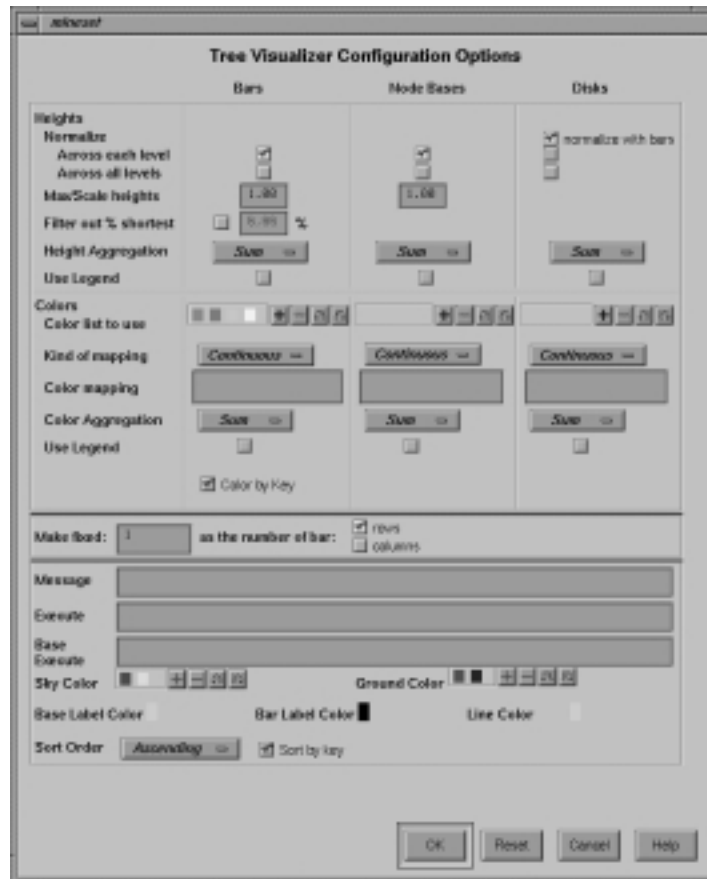 mineset
Tree Visualizer Configuration Options
Bars Node Bases Disks
Heights
Normalize normalize with bars
Across each level
Across all levels
Max/Scale heights 1.00 1.00
Filter out % shortest %
Height Aggregation Sum Sum
Use Legend
Colors
Color list to use
Kind of mapping Continuous Continuous Continuous
Color mapping
Color Aggregation Sum Sum Sum
Use Legend
Color by Key
Make fixed: 1 as the number of bar: rows
columns
Message
Execute
Base
Execute
Sky Color Ground Color
Base Label Color Bar Label Color Line Color
Sort Order Ascending Sort by key
OK Reset Cancel Help